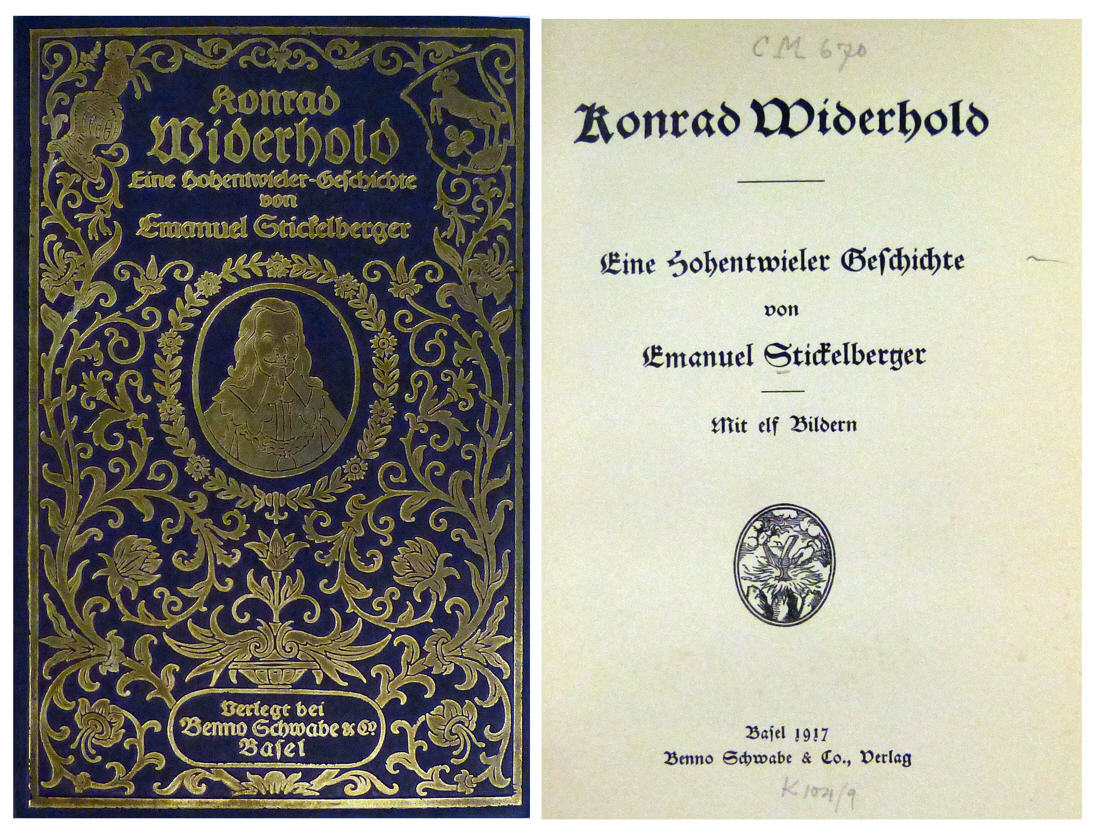 Konrad
Widerhold
Eine Hohentwieler-Geschichte
von
Emanuel Stickelberger
Verlegt bei
Benno Schwabe & Co
Basel
CM 670
Konrad Widerhold
Eine Hohentwieler Geschichte
von
Emanuel Stickelberger
Mit elf Bildern
Basel 1917
Benno Schwabe & Co., Verlag
K 1021/9